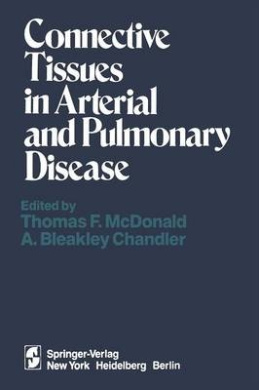 Connective
Tissues
in Arterial
and Pulmonary
Disease
Edited by
Thomas F. McDonald
A. Bleakley Chandler
Springer-Verlag
New York Heidelberg Berlin